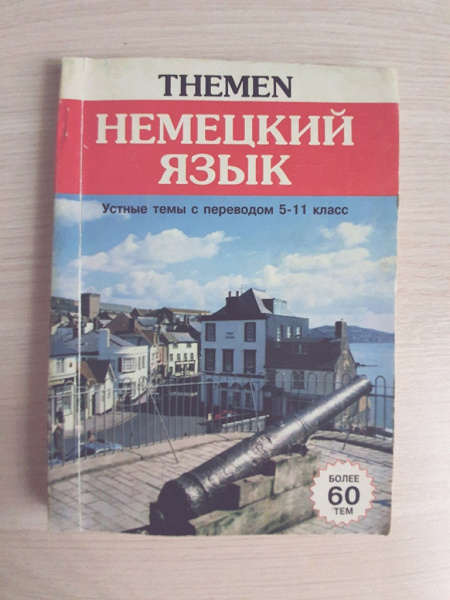 THEMEN
НЕМЕЦКИЙ
ЯЗЫК
Устные темы с переводом 5-11 класс
БОЛЕЕ
60
ТЕМ